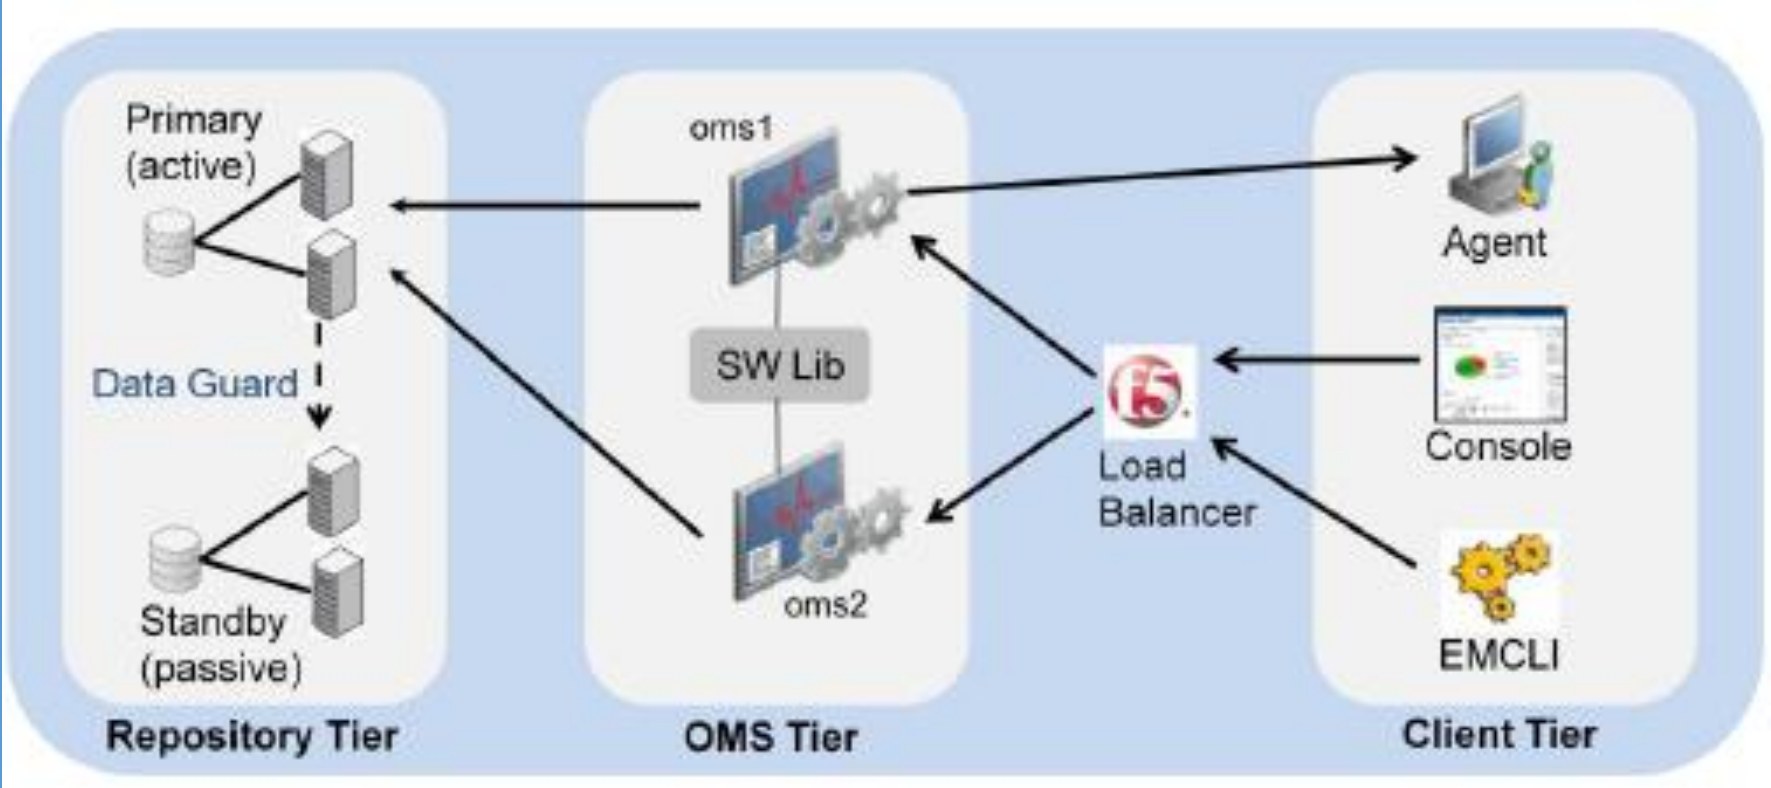 Primary
(active)
oms1
Agent
SW Lib
Data Guard
f5.
Console
Load
Balancer
oms2
Standby
(passive)
EMCLI
Repository Tier
OMS Tier
Client Tier